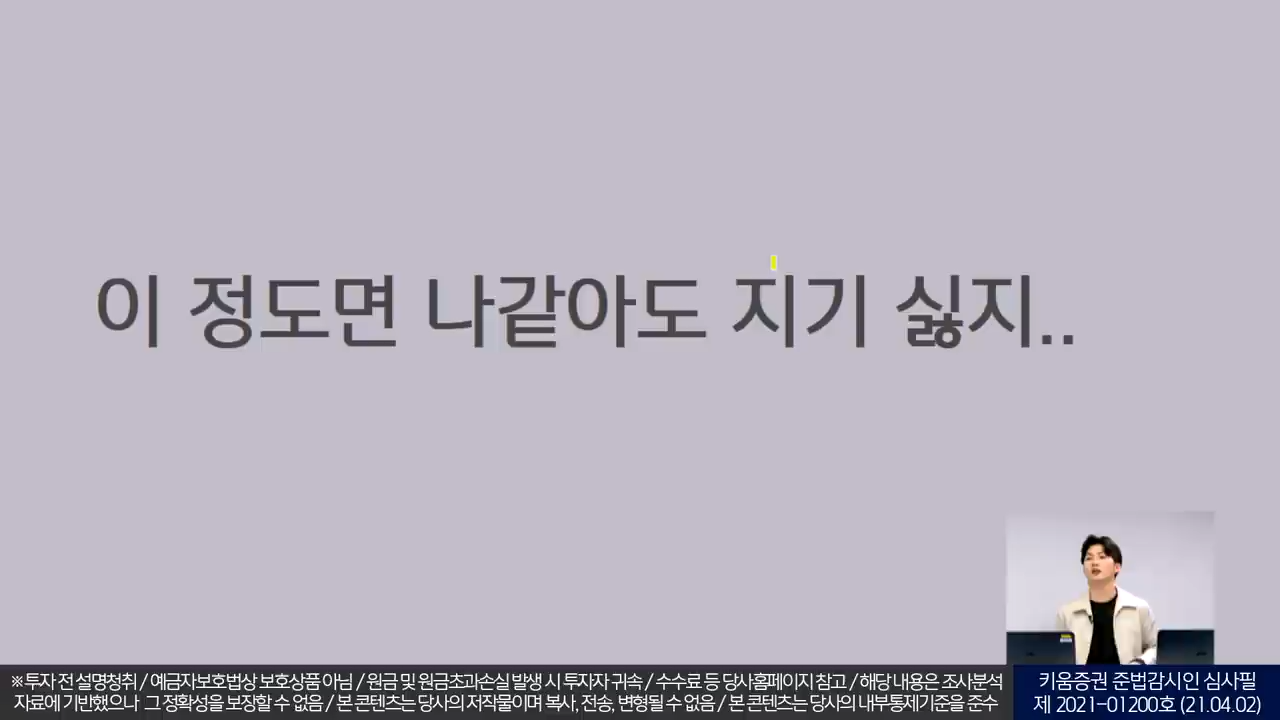 이 정도면 나같아도 지기 싫지..
※투자 전 설명청취 / 예금자보호법상 보호상품 아님 / 원금 및 원금초과손실 발생 시 투자자 귀속 / 수수료 등 당사홈페이지 참고 / 해당 내용은 조사분석
자료에 기반했으나 그 정확성을 보장할 수 없음 / 본 콘텐츠는 당사의 저작물이며 복사, 전송, 변형될 수 없음 / 본 콘텐츠는 당사의 내부통제기준을 준수
키움증권 준법감시인 심사필
제 2021-01200호 (21.04.02)